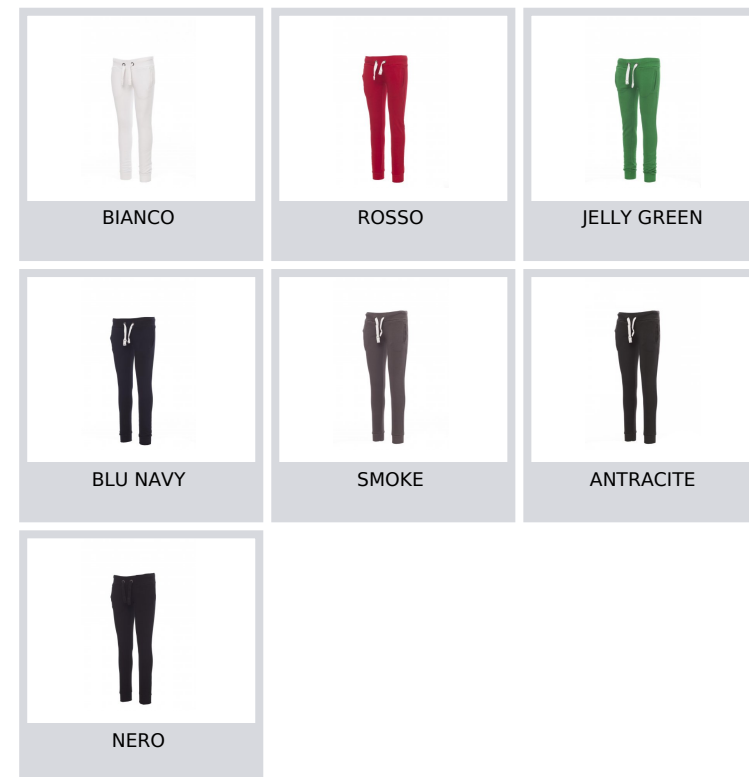 BIANCO
ROSSO
JELLY GREEN
BLU NAVY
SMOKE
ANTRACITE
NERO